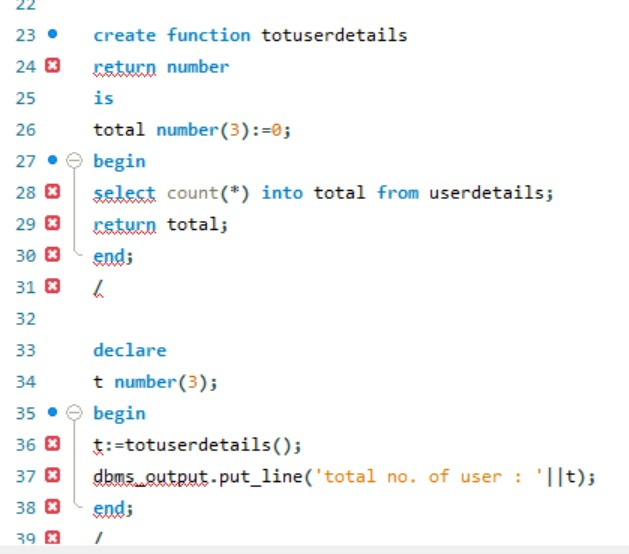 22
23 create function totuserdetails
24 return number
25 is
26 total number(3):=0;
27 begin
28 select count(*) into total from userdetails;
29 return total;
30 end;
31 /
32
33 declare
34 t number(3);
35 begin
36 t:=totuserdetails();
37 dbms_output.put_line('total no. of user : '||t);
38 end;
39 /